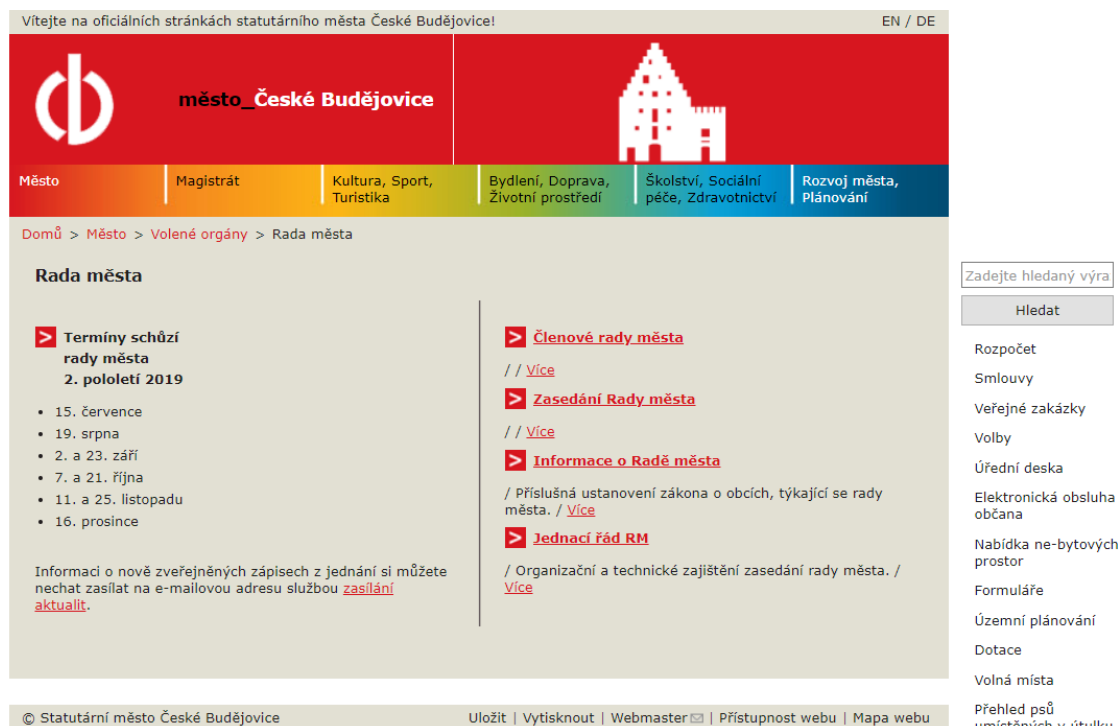 Vítejte na oficiálních stránkách statutárního města České Budějovice!
EN / DE
město_České Budějovice
Město
Magistrát
Kultura, Sport,
Turistika
Bydlení, Doprava,
Životní prostředí
Školství, Sociální
péče, Zdravotnictví
Rozvoj města,
Plánování
Domů > Město > Volené orgány > Rada města
Rada města
Termíny schůzí
rady města
2. pololetí 2019
• 15. července
• 19. srpna
• 2. a 23. září
• 7. a 21. října
• 11. a 25. listopadu
• 16. prosince
Informaci o nově zveřejněných zápisech z jednání si můžete
nechat zasílat na e-mailovou adresu službou zasílání
aktualit.
Členové rady města
/ / Více
Zasedání Rady města
/ / Více
Informace o Radě města
/ Příslušná ustanovení zákona o obcích, týkající se rady
města. / Více
Jednací řád RM
/ Organizační a technické zajištění zasedání rady města. /
Více
Zadejte hledaný výra
Hledat
Rozpočet
Smlouvy
Veřejné zakázky
Volby
Úřední deska
Elektronická obsluha
občana
Nabídka ne-bytových
prostor
Formuláře
Územní plánování
Dotace
Volná místa
Přehled psů
umístěných v útulku
© Statutární město České Budějovice
Uložit | Vytisknout | Webmaster | Přístupnost webu | Mapa webu